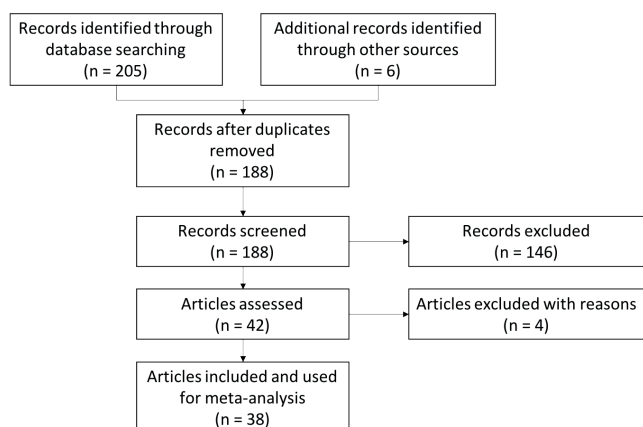 Records identified through
database searching
(n = 205)
Additional records identified
through other sources
(n = 6)
Records after duplicates
removed
(n = 188)
Records screened
(n = 188)
Records excluded
(n = 146)
Articles assessed
(n = 42)
Articles excluded with reasons
(n = 4)
Articles included and used
for meta-analysis
(n = 38)